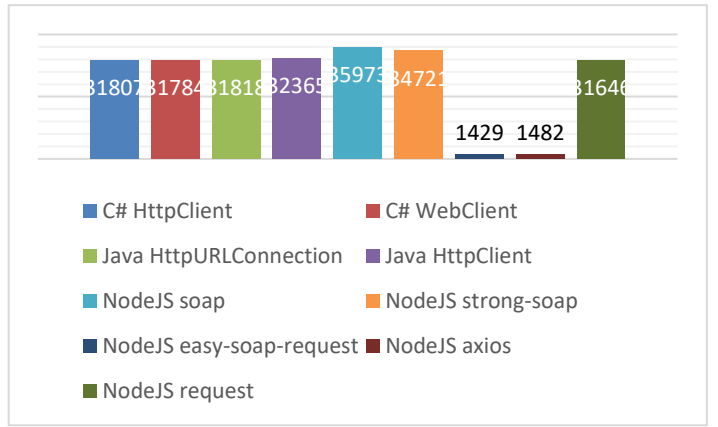 31807 31784 31818 32365 35973 34721 1429 1482 31646
C# HttpClient C# WebClient
Java HttpURLConnection Java HttpClient
NodeJS soap NodeJS strong-soap
NodeJS easy-soap-request NodeJS axios
NodeJS request